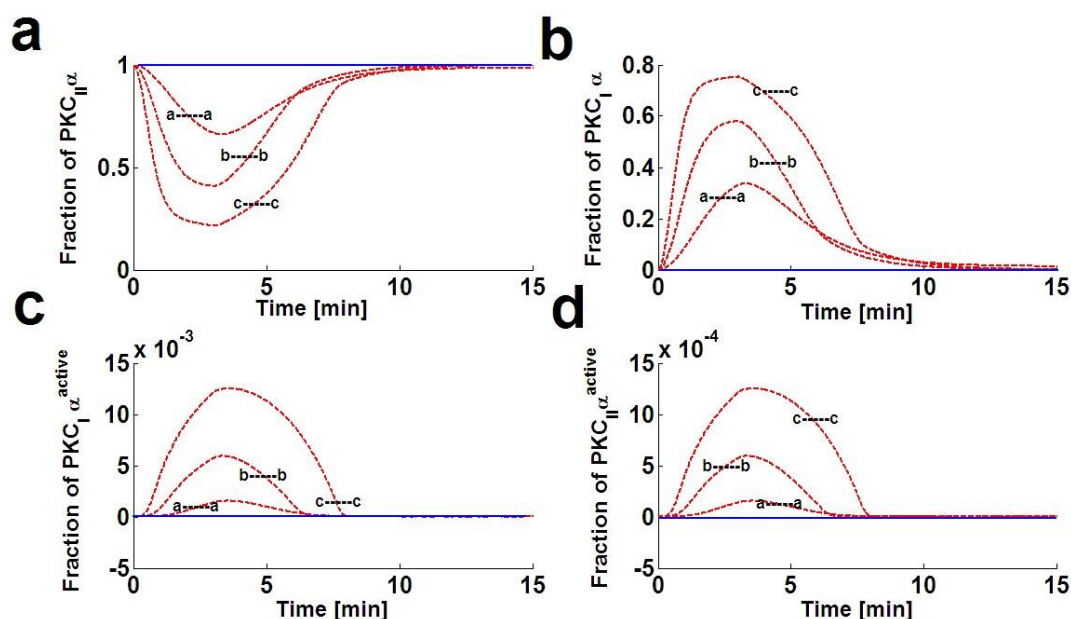 a
Fraction of PKC_IIα
1
0.5
0
a-----a
b-----b
c-----c
0 5 10 15
Time [min]
b
Fraction of PKC_I α
0.8
0.6
0.4
0.2
0
c-----c
b-----b
a-----a
0 5 10 15
Time [min]
c
x 10^-3
Fraction of PKC_I α^active
15
10
5
0
-5
b-----b
a-----a
c-----c
0 5 10 15
Time [min]
d
x 10^-4
Fraction of PKC_IIα^active
15
10
5
0
-5
c-----c
b-----b
a-----a
0 5 10 15
Time [min]